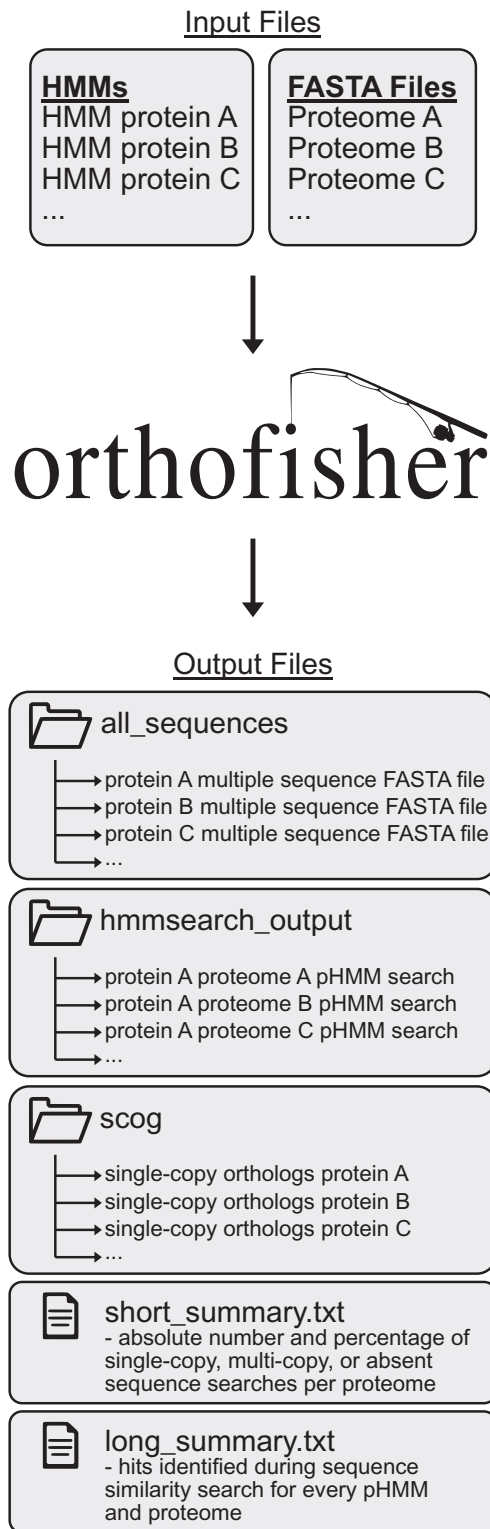 Input Files
HMMs
HMM protein A
HMM protein B
HMM protein C
...
FASTA Files
Proteome A
Proteome B
Proteome C
...
orthofisher
Output Files
all_sequences
protein A multiple sequence FASTA file
protein B multiple sequence FASTA file
protein C multiple sequence FASTA file
...
hmmsearch_output
protein A proteome A pHMM search
protein A proteome B pHMM search
protein A proteome C pHMM search
...
scog
single-copy orthologs protein A
single-copy orthologs protein B
single-copy orthologs protein C
...
short_summary.txt
- absolute number and percentage of
single-copy, multi-copy, or absent
sequence searches per proteome
long_summary.txt
- hits identified during sequence
similarity search for every pHMM
and proteome